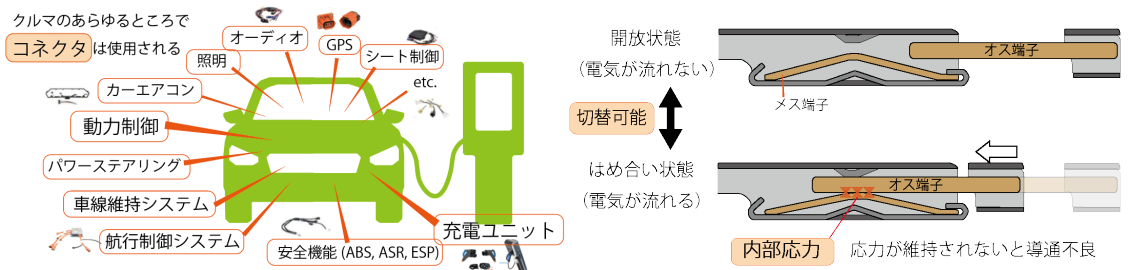 クルマのあらゆるところで
コネクタは使用される
オーディオ
GPS
照明
シート制御
etc.
カーエアコン
動力制御
パワーステアリング
車線維持システム
航行制御システム
安全機能 (ABS, ASR, ESP)
充電ユニット
開放状態
(電気が流れない)
オス端子
メス端子
切替可能
はめ合い状態
(電気が流れる)
オス端子
内部応力
応力が維持されないと導通不良